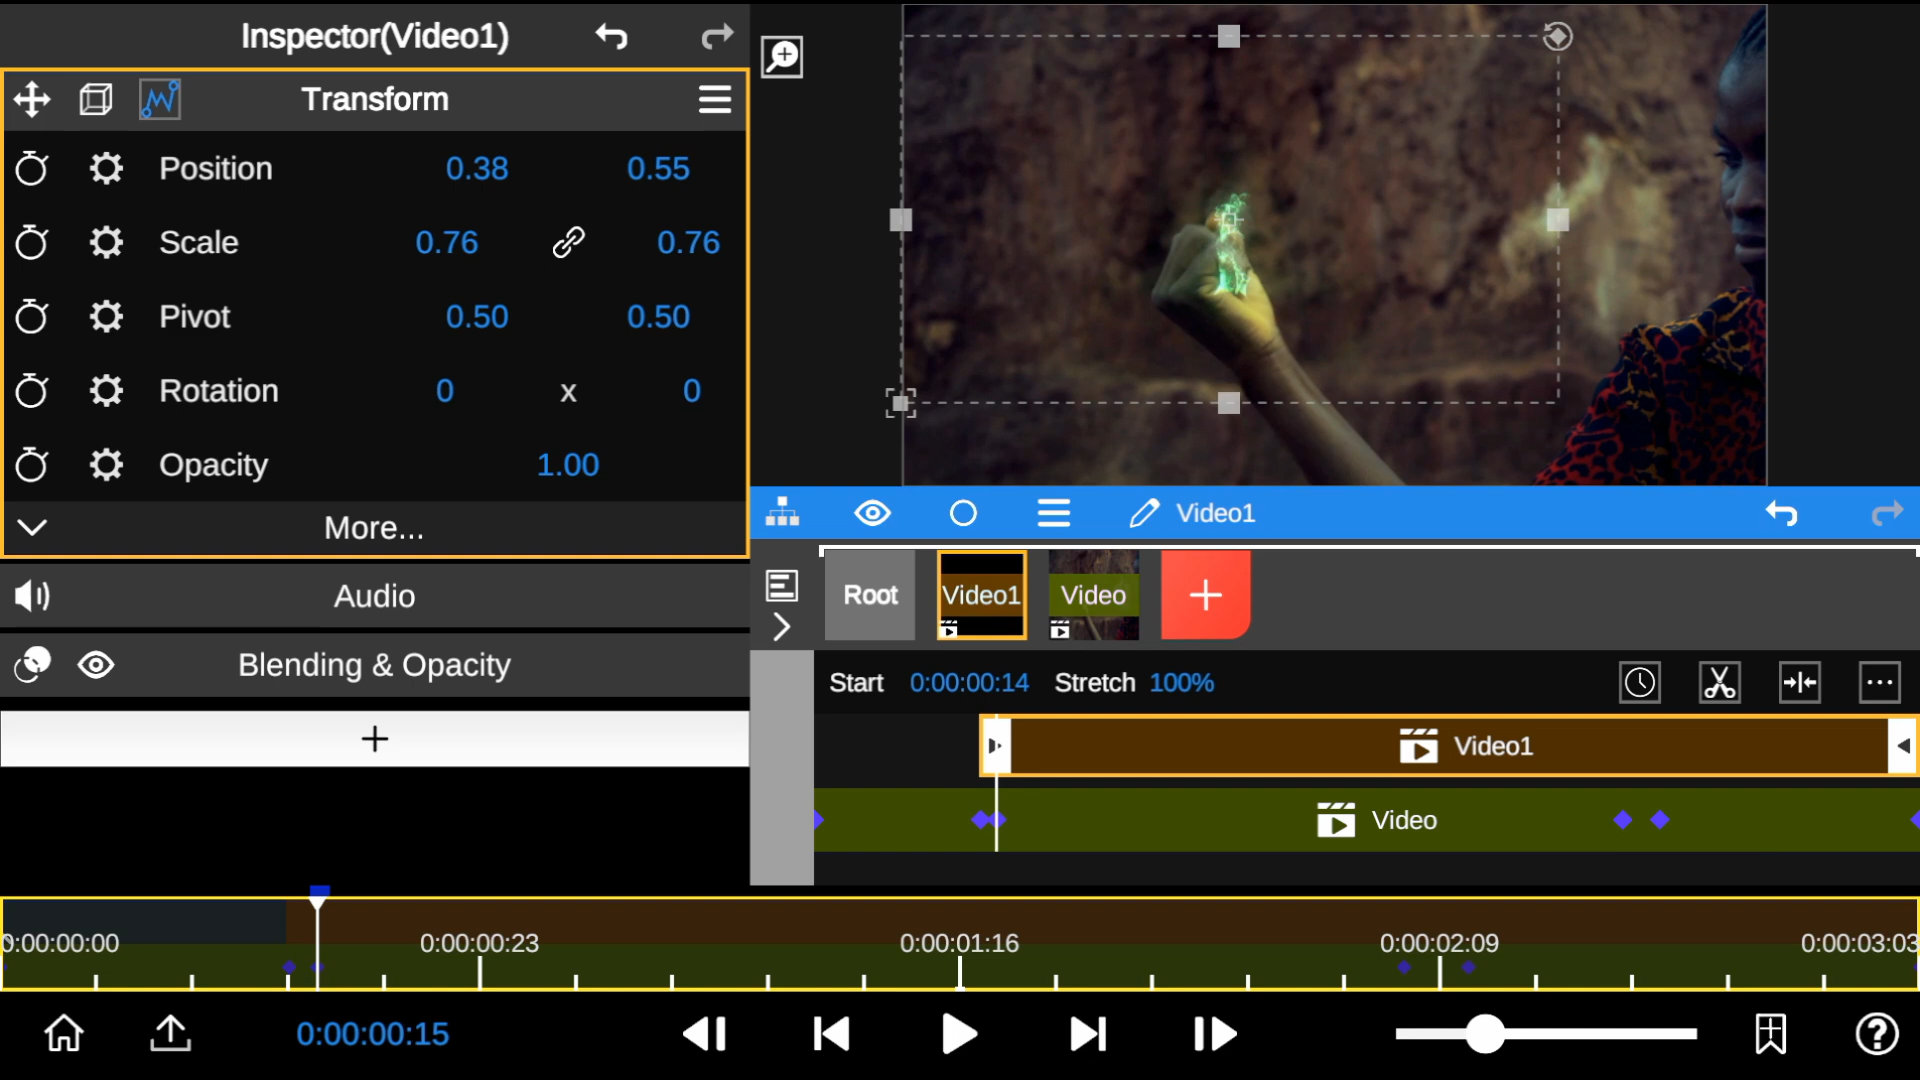 Inspector(Video1)
Transform
Position 0.38 0.55
Scale 0.76 0.76
Pivot 0.50 0.50
Rotation 0 x 0
Opacity 1.00
More...
Audio
Blending & Opacity
+
Video1
Root Video1 Video +
Start 0:00:00:14 Stretch 100%
Video1
Video
0:00:00:00 0:00:00:23 0:00:01:16 0:00:02:09 0:00:03:03
0:00:00:15